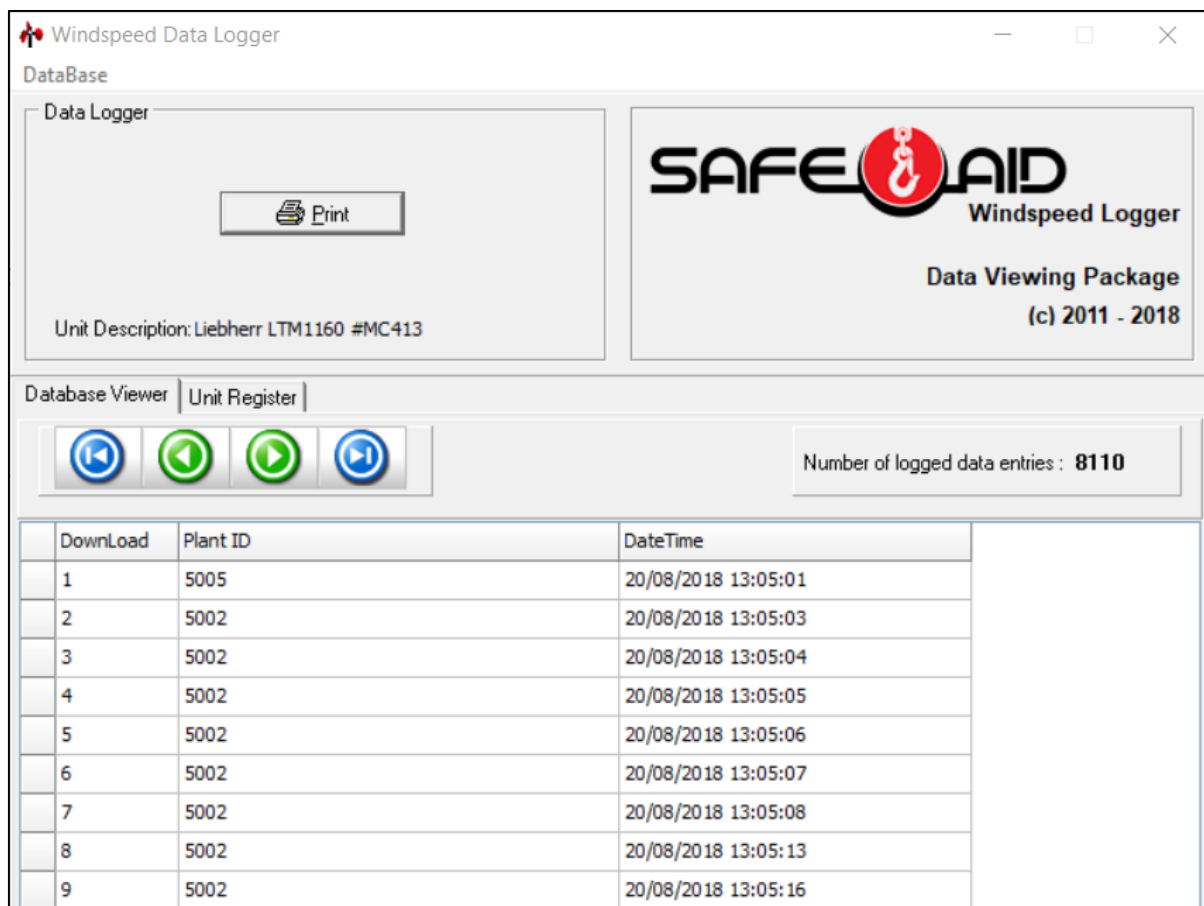 Windspeed Data Logger
DataBase
Data Logger
Print
Unit Description: Liebherr LTM1160 #MC413
SAFE AID
Windspeed Logger
Data Viewing Package
(c) 2011 - 2018
Database Viewer Unit Register
Number of logged data entries : 8110
DownLoad Plant ID DateTime
1 5005 20/08/2018 13:05:01
2 5002 20/08/2018 13:05:03
3 5002 20/08/2018 13:05:04
4 5002 20/08/2018 13:05:05
5 5002 20/08/2018 13:05:06
6 5002 20/08/2018 13:05:07
7 5002 20/08/2018 13:05:08
8 5002 20/08/2018 13:05:13
9 5002 20/08/2018 13:05:16